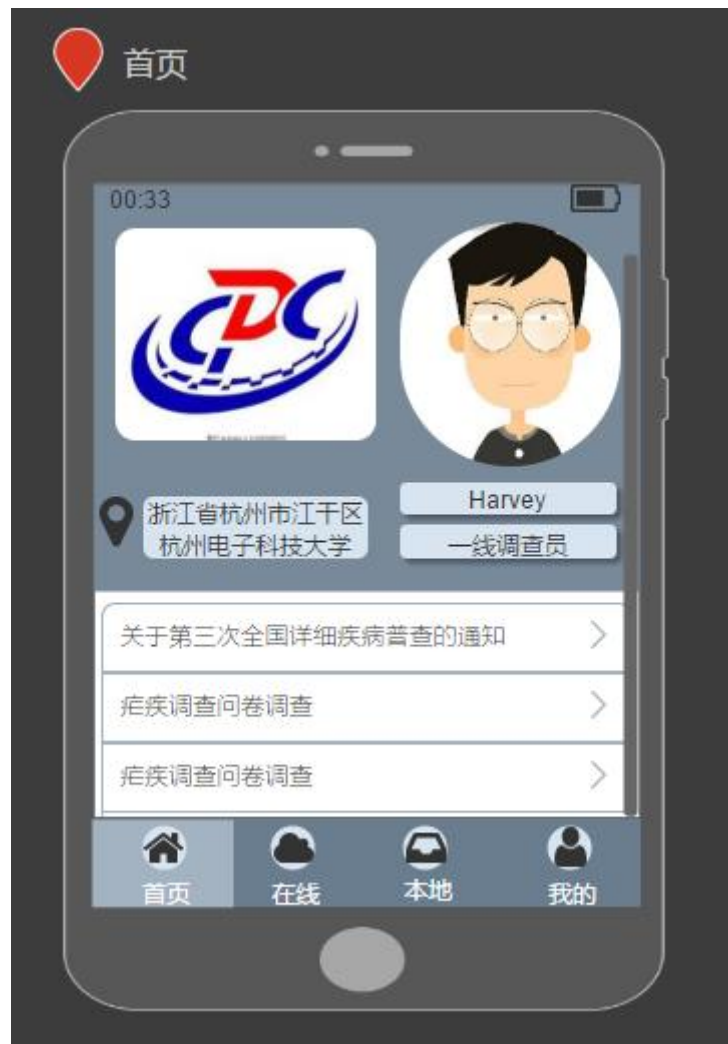 首页
00:33
CDC
浙江省杭州市江干区
杭州电子科技大学
Harvey
一线调查员
关于第三次全国详细疾病普查的通知
疟疾调查问卷调查
疟疾调查问卷调查
首页 在线 本地 我的